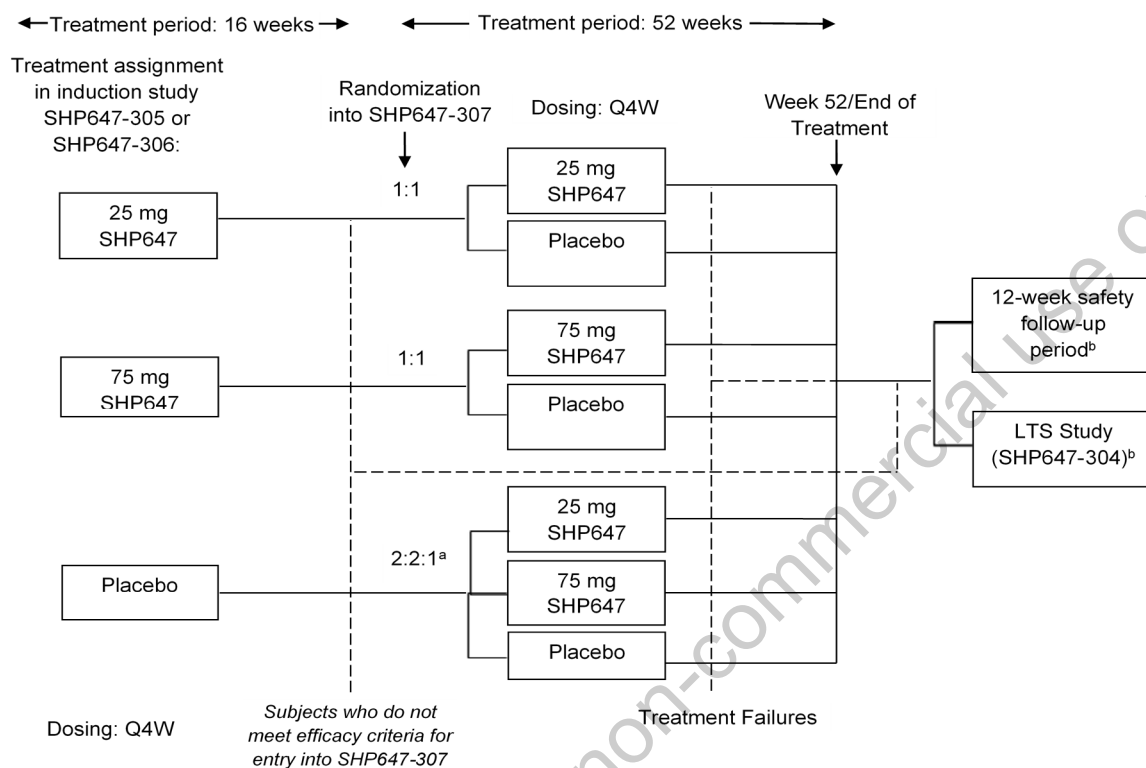 Treatment period: 16 weeks
Treatment period: 52 weeks
Treatment assignment
in induction study
SHP647-305 or
SHP647-306:
Randomization
into SHP647-307
Dosing: Q4W
Week 52/End of
Treatment
25 mg
SHP647
1:1
25 mg
SHP647
Placebo
75 mg
SHP647
1:1
75 mg
SHP647
Placebo
Placebo
2:2:1ᵃ
25 mg
SHP647
75 mg
SHP647
Placebo
12-week safety
follow-up
periodᵇ
LTS Study
(SHP647-304)ᵇ
Dosing: Q4W
Subjects who do not
meet efficacy criteria for
entry into SHP647-307
Treatment Failures
non-commercial use